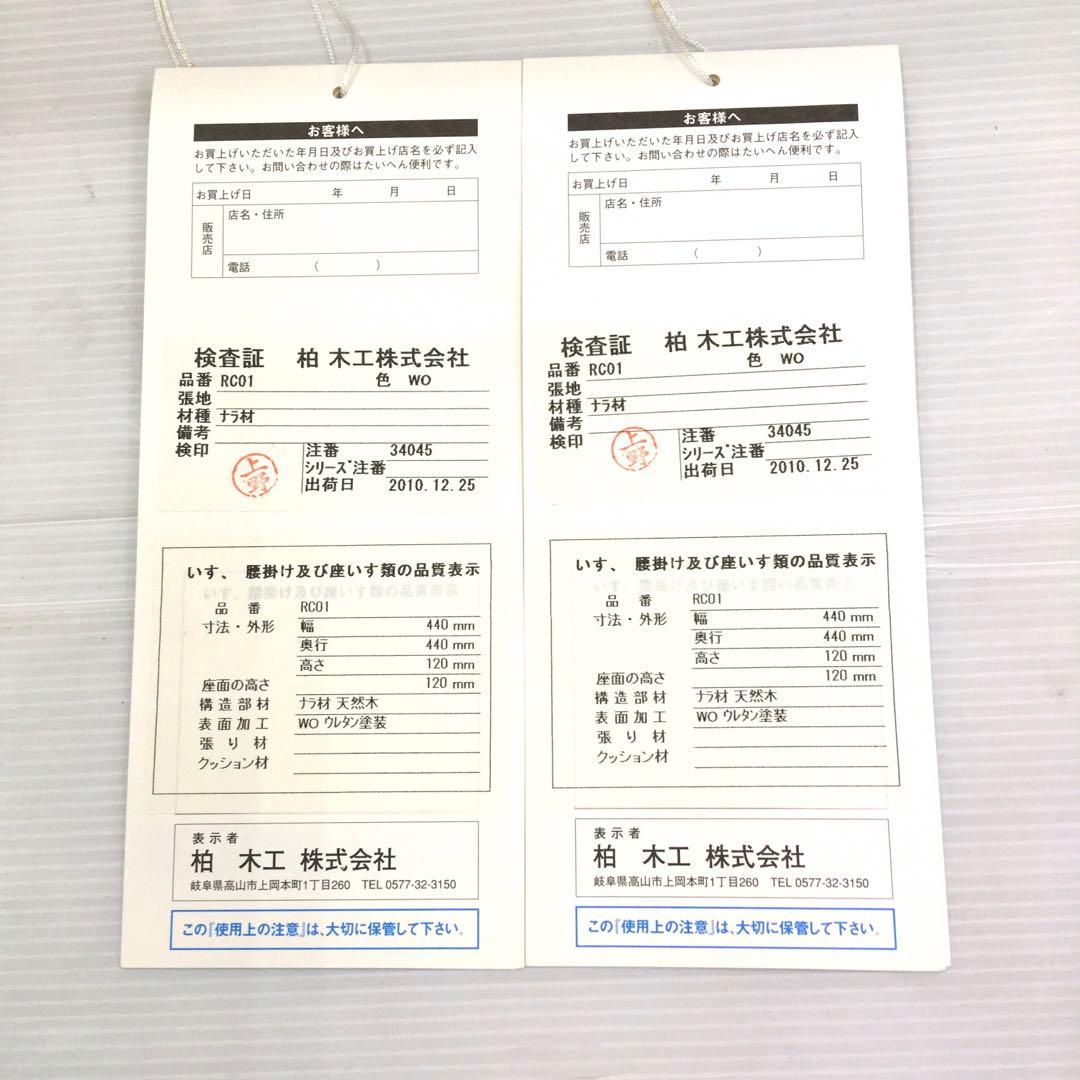 お客様へ
お買上げいただいた年月日及びお買上げ店名を必ず記入
して下さい。お問い合わせの際はたいへん便利です。
お買上げ日 年 月 日
販売店
店名・住所
電話 ( )
検査証 柏 木工株式会社
品番 RC01 色 WO
張地
材種 ナラ材
備考
検印 上野
注番 34045
シリーズ注番
出荷日 2010.12.25
いす、 腰掛け及び座いす類の品質表示
品 番 RC01
寸法・外形 幅 440 mm
奥行 440 mm
高さ 120 mm
座面の高さ 120 mm
構造部材 ナラ材 天然木
表面加工 WO ウレタン塗装
張り材
クッション材
表示者
柏 木工 株式会社
岐阜県高山市上岡本町1丁目260 TEL 0577-32-3150
この『使用上の注意』は、大切に保管して下さい。
お客様へ
お買上げいただいた年月日及びお買上げ店名を必ず記入
して下さい。お問い合わせの際はたいへん便利です。
お買上げ日 年 月 日
販売店
店名・住所
電話 ( )
検査証 柏 木工株式会社
品番 RC01 色 WO
張地
材種 ナラ材
備考
検印 上野
注番 34045
シリーズ注番
出荷日 2010.12.25
いす、 腰掛け及び座いす類の品質表示
品 番 RC01
寸法・外形 幅 440 mm
奥行 440 mm
高さ 120 mm
座面の高さ 120 mm
構造部材 ナラ材 天然木
表面加工 WO ウレタン塗装
張り材
クッション材
表示者
柏 木工 株式会社
岐阜県高山市上岡本町1丁目260 TEL 0577-32-3150
この『使用上の注意』は、大切に保管して下さい。